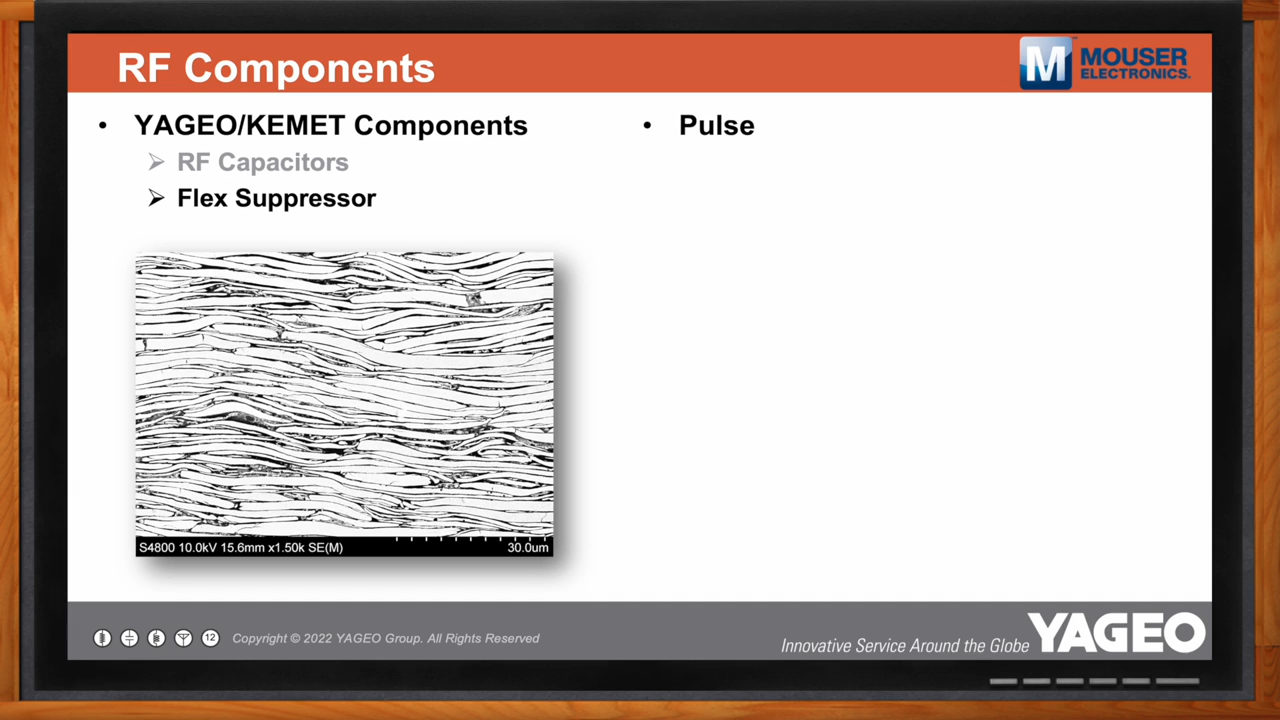 RF Components
M MOUSER
ELECTRONICS.
• YAGEO/KEMET Components
➢ RF Capacitors
➢ Flex Suppressor
S4800 10.0kV 15.6mm x1.50k SE(M) 30.0um
• Pulse
12 Copyright © 2022 YAGEO Group. All Rights Reserved
Innovative Service Around the Globe YAGEO